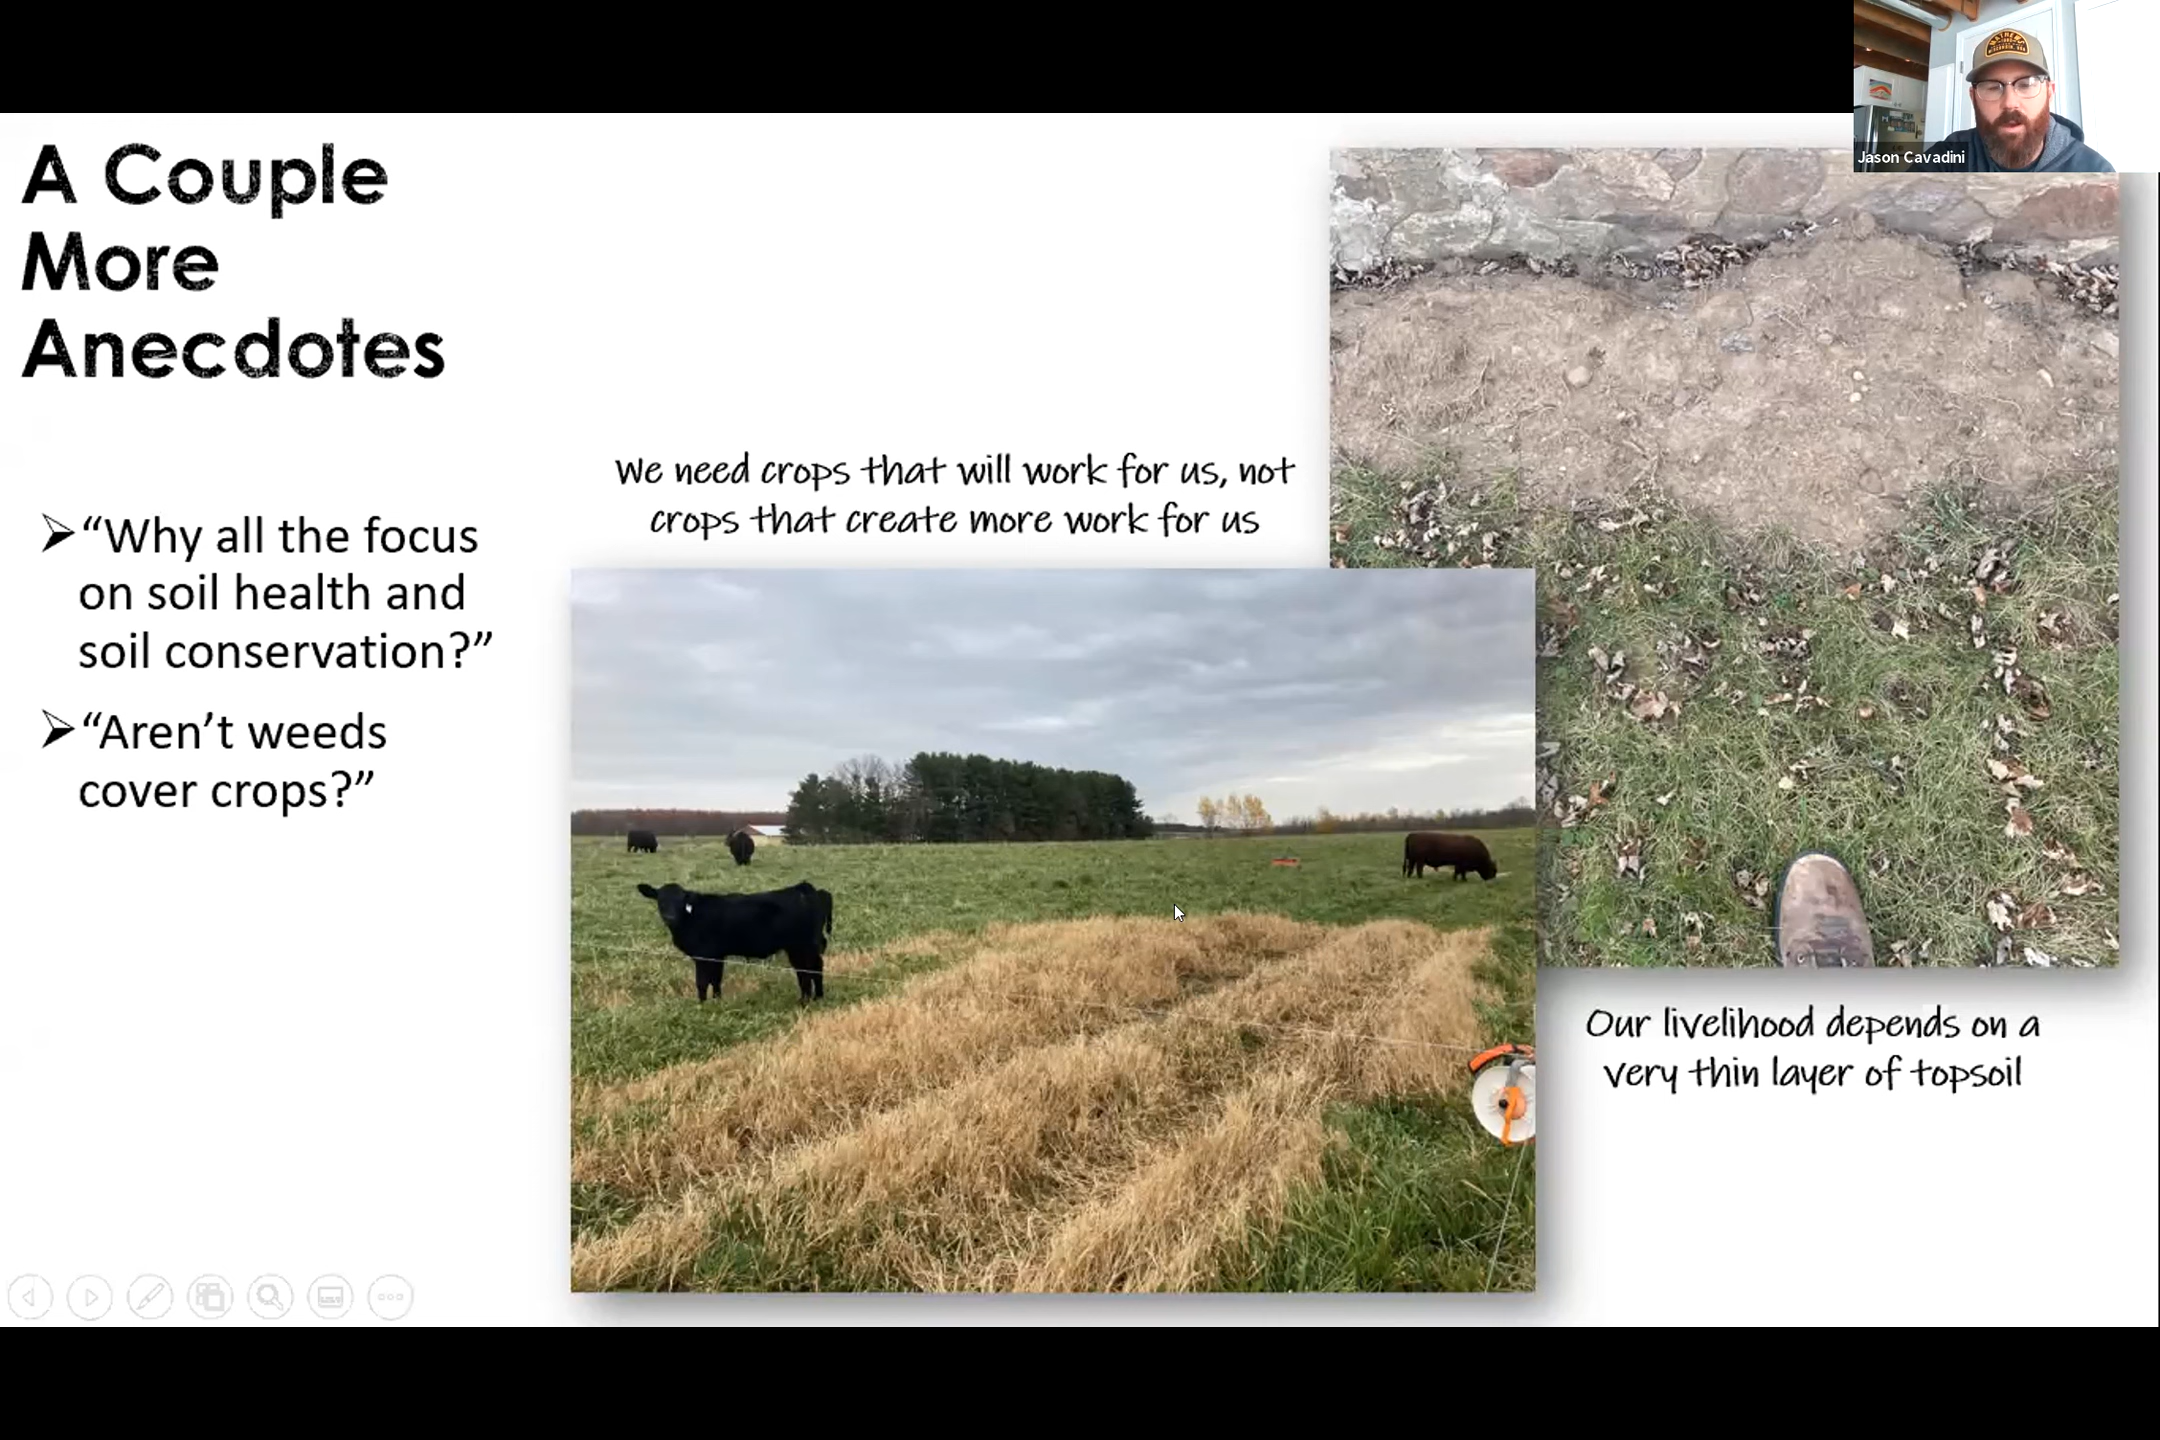 A Couple
More
Anecdotes
“Why all the focus
on soil health and
soil conservation?”
“Aren’t weeds
cover crops?”
We need crops that will work for us, not
crops that create more work for us
Our livelihood depends on a
very thin layer of topsoil
Jason Cavadini